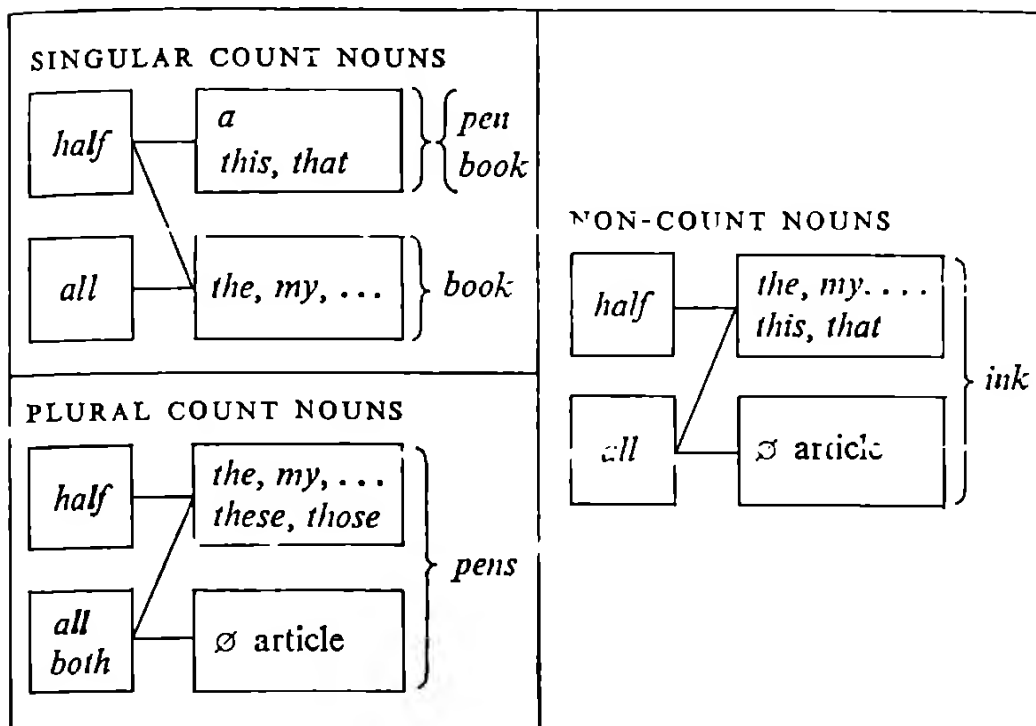 SINGULAR COUNT NOUNS
half
a
this, that
pen
book
all
the, my, ...
book
PLURAL COUNT NOUNS
half
the, my, ...
these, those
all
both
ø article
pens
NON-COUNT NOUNS
half
the, my. ...
this, that
all
ø article
ink